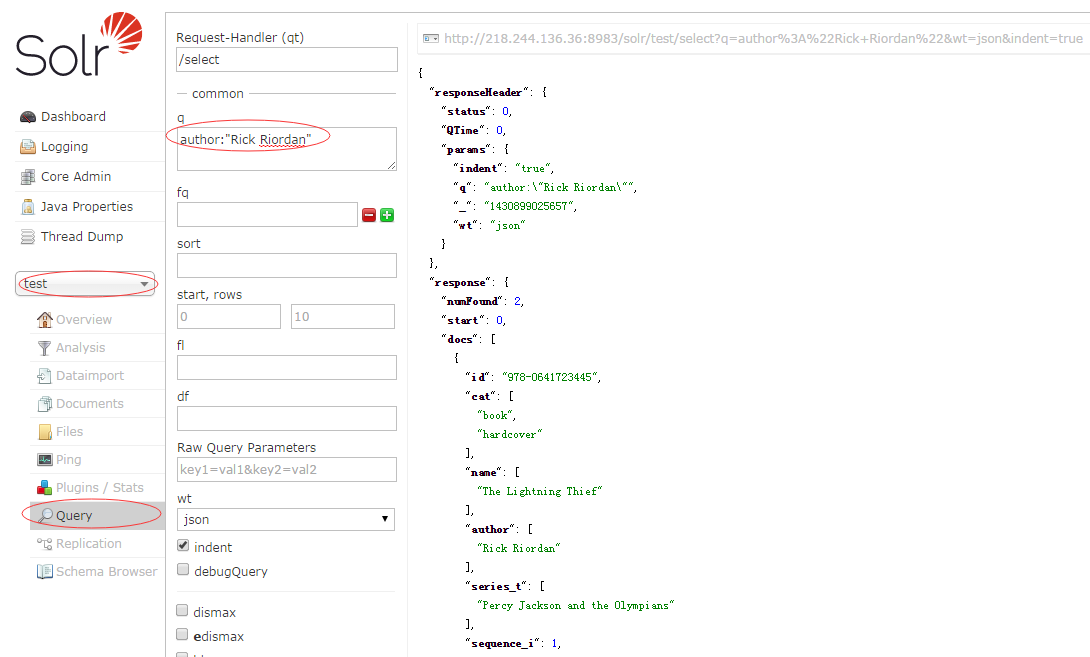 Solr
Dashboard
Logging
Core Admin
Java Properties
Thread Dump
test
Overview
Analysis
Dataimport
Documents
Files
Ping
Plugins / Stats
Query
Replication
Schema Browser
Request-Handler (qt)
/select
common
q
author:"Rick Riordan"
fq
sort
start, rows
0 10
fl
df
Raw Query Parameters
key1=val1&key2=val2
wt
json
indent
debugQuery
dismax
edismax
http://218.244.136.36:8983/solr/test/select?q=author%3A%22Rick+Riordan%22&wt=json&indent=true
{
"responseHeader": {
"status": 0,
"QTime": 0,
"params": {
"indent": "true",
"q": "author:\"Rick Riordan\"",
"_": "1430899025657",
"wt": "json"
}
},
"response": {
"numFound": 2,
"start": 0,
"docs": [
{
"id": "978-0641723445",
"cat": [
"book",
"hardcover"
],
"name": [
"The Lightning Thief"
],
"author": [
"Rick Riordan"
],
"series_t": [
"Percy Jackson and the Olympians"
],
"sequence_i": 1,